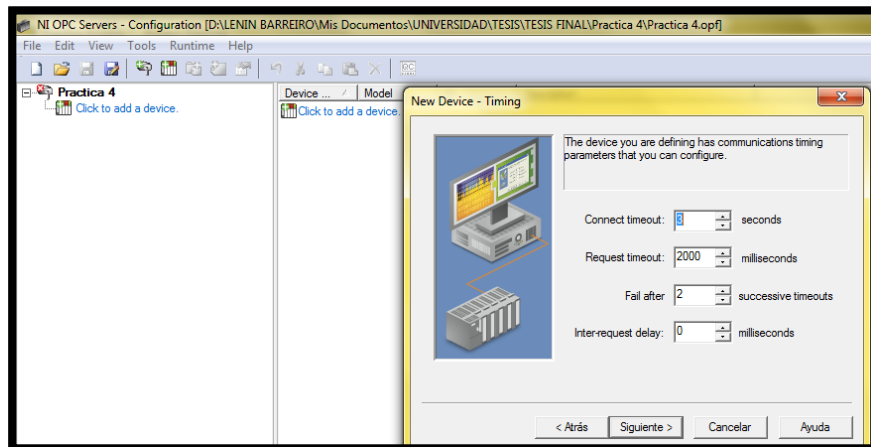 NI OPC Servers - Configuration [D:\LENIN BARREIRO\Mis Documentos\UNIVERSIDAD\TESIS\TESIS FINAL\Practica 4\Practica 4.opf]
File Edit View Tools Runtime Help
Practica 4
Click to add a device.
Device ... Model
Click to add a device.
New Device - Timing
The device you are defining has communications timing
parameters that you can configure.
Connect timeout: 3 seconds
Request timeout: 2000 milliseconds
Fail after 2 successive timeouts
Inter-request delay: 0 milliseconds
< Atrás Siguiente > Cancelar Ayuda